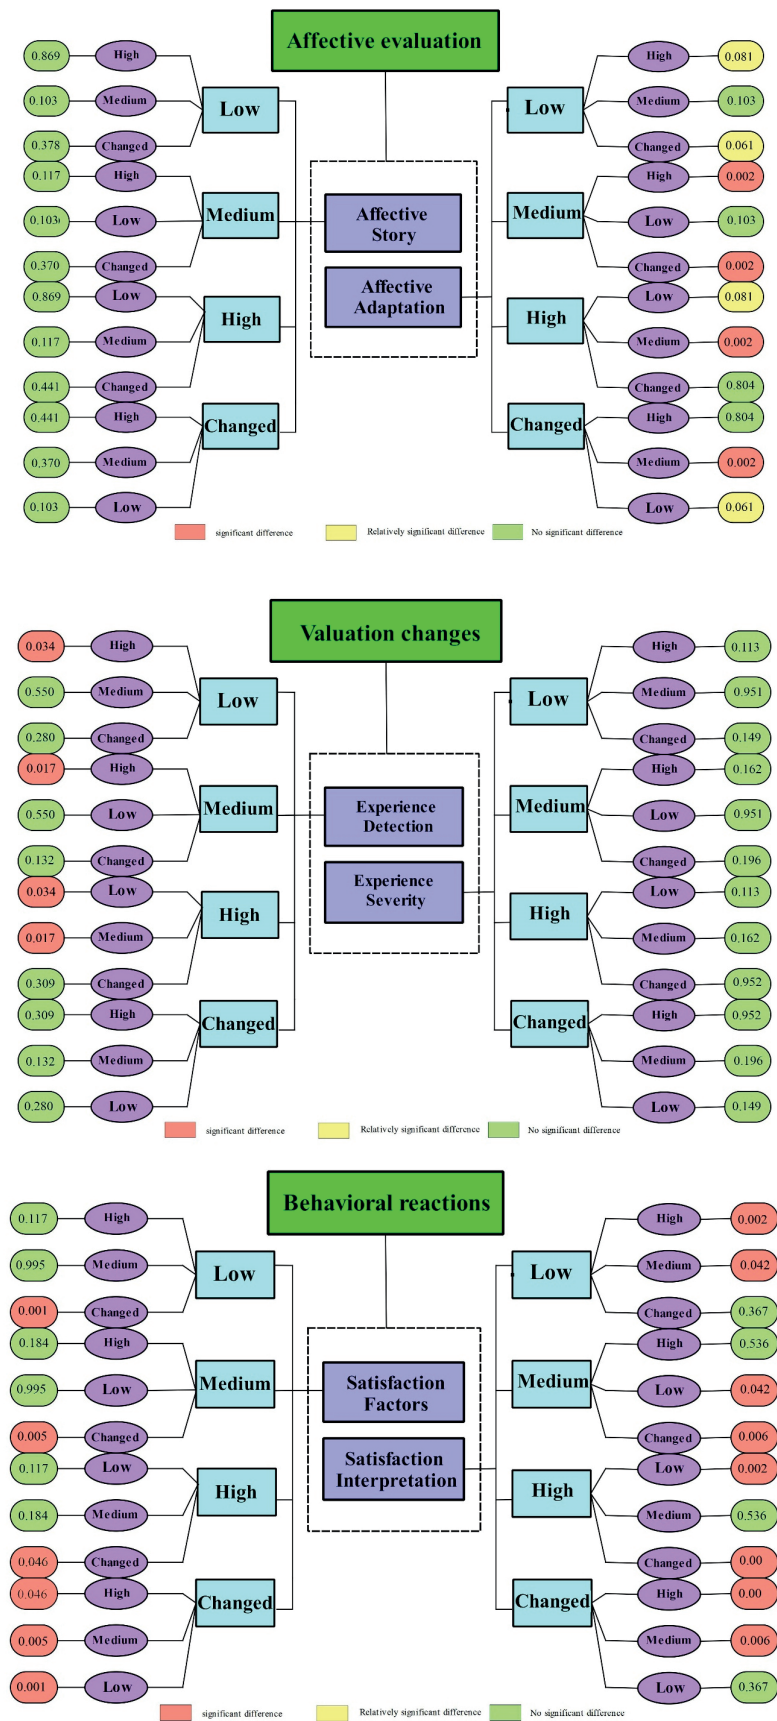 Affective evaluation
0.869 High
0.103 Medium
0.378 Changed
Low
0.117 High
0.103 Low
0.370 Changed
Medium
0.869 Low
0.117 Medium
0.441 Changed
High
0.441 High
0.370 Medium
0.103 Low
Changed
Affective
Story
Affective
Adaptation
Low
High 0.081
Medium 0.103
Changed 0.061
Medium
High 0.002
Low 0.103
Changed 0.002
High
Low 0.081
Medium 0.002
Changed 0.804
Changed
High 0.804
Medium 0.002
Low 0.061
significant difference Relatively significant difference No significant difference
Valuation changes
0.034 High
0.550 Medium
0.280 Changed
Low
0.017 High
0.550 Low
0.132 Changed
Medium
0.034 Low
0.017 Medium
0.309 Changed
High
0.309 High
0.132 Medium
0.280 Low
Changed
Experience
Detection
Experience
Severity
Low
High 0.113
Medium 0.951
Changed 0.149
Medium
High 0.162
Low 0.951
Changed 0.196
High
Low 0.113
Medium 0.162
Changed 0.952
Changed
High 0.952
Medium 0.196
Low 0.149
significant difference Relatively significant difference No significant difference
Behavioral reactions
0.117 High
0.995 Medium
0.001 Changed
Low
0.184 High
0.995 Low
0.005 Changed
Medium
0.117 Low
0.184 Medium
0.046 Changed
High
0.046 High
0.005 Medium
0.001 Low
Changed
Satisfaction
Factors
Satisfaction
Interpretation
Low
High 0.002
Medium 0.042
Changed 0.367
Medium
High 0.536
Low 0.042
Changed 0.006
High
Low 0.002
Medium 0.536
Changed 0.00
Changed
High 0.00
Medium 0.006
Low 0.367
significant difference Relatively significant difference No significant difference